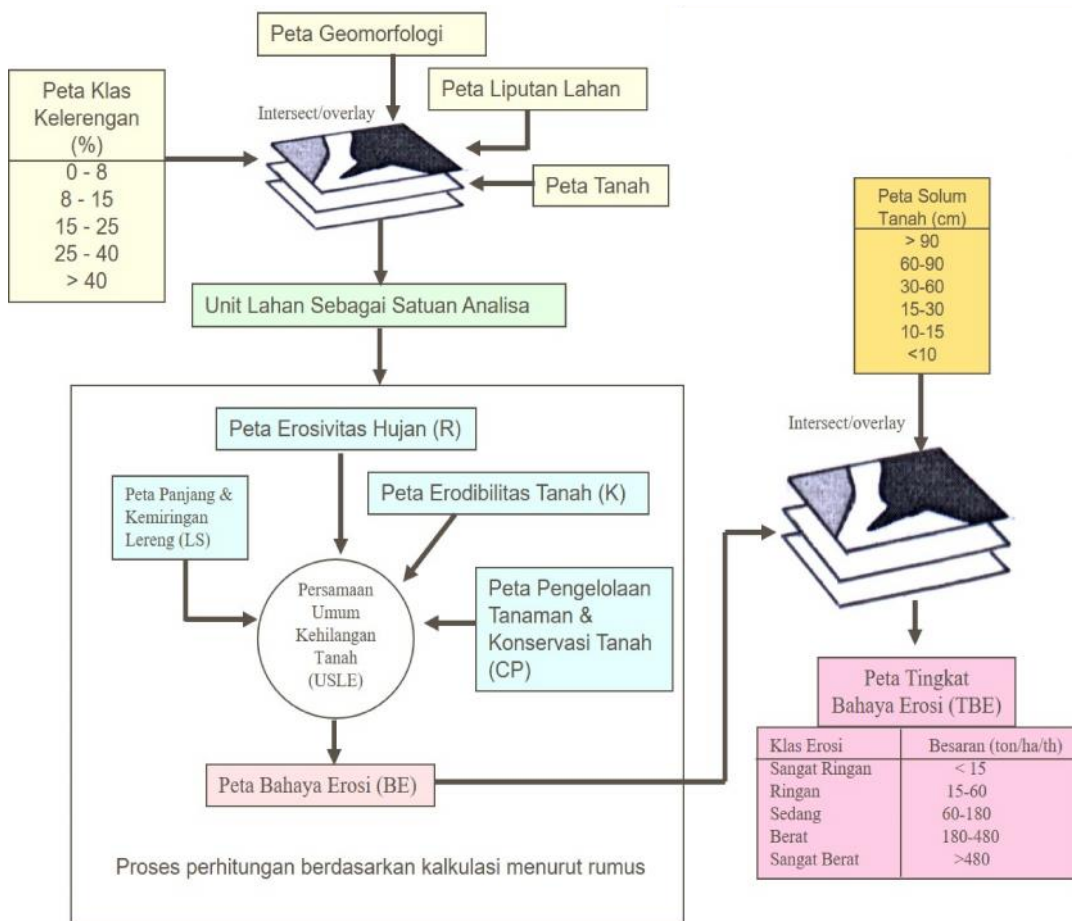 Peta Geomorfologi
Peta Klas
Kelerengan
(%)
0 - 8
8 - 15
15 - 25
25 - 40
> 40
Intersect/overlay
Peta Liputan Lahan
Peta Tanah
Unit Lahan Sebagai Satuan Analisa
Peta Erosivitas Hujan (R)
Peta Panjang &
Kemiringan
Lereng (LS)
Peta Erodibilitas Tanah (K)
Persamaan
Umum
Kehilangan
Tanah
(USLE)
Peta Pengelolaan
Tanaman &
Konservasi Tanah
(CP)
Peta Bahaya Erosi (BE)
Proses perhitungan berdasarkan kalkulasi menurut rumus
Peta Solum
Tanah (cm)
> 90
60-90
30-60
15-30
10-15
<10
Intersect/overlay
Peta Tingkat
Bahaya Erosi (TBE)
Klas Erosi Besaran (ton/ha/th)
Sangat Ringan < 15
Ringan 15-60
Sedang 60-180
Berat 180-480
Sangat Berat >480